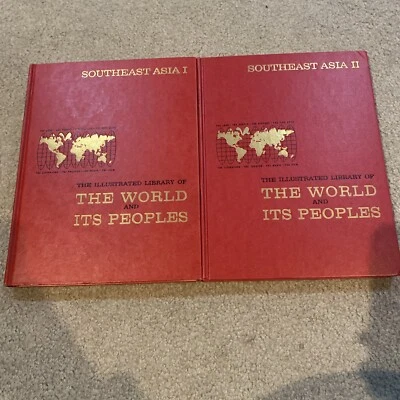 SOUTHEAST ASIA I
THE ILLUSTRATED LIBRARY OF
THE WORLD
AND
ITS PEOPLES
SOUTHEAST ASIA II
THE ILLUSTRATED LIBRARY OF
THE WORLD
AND
ITS PEOPLES